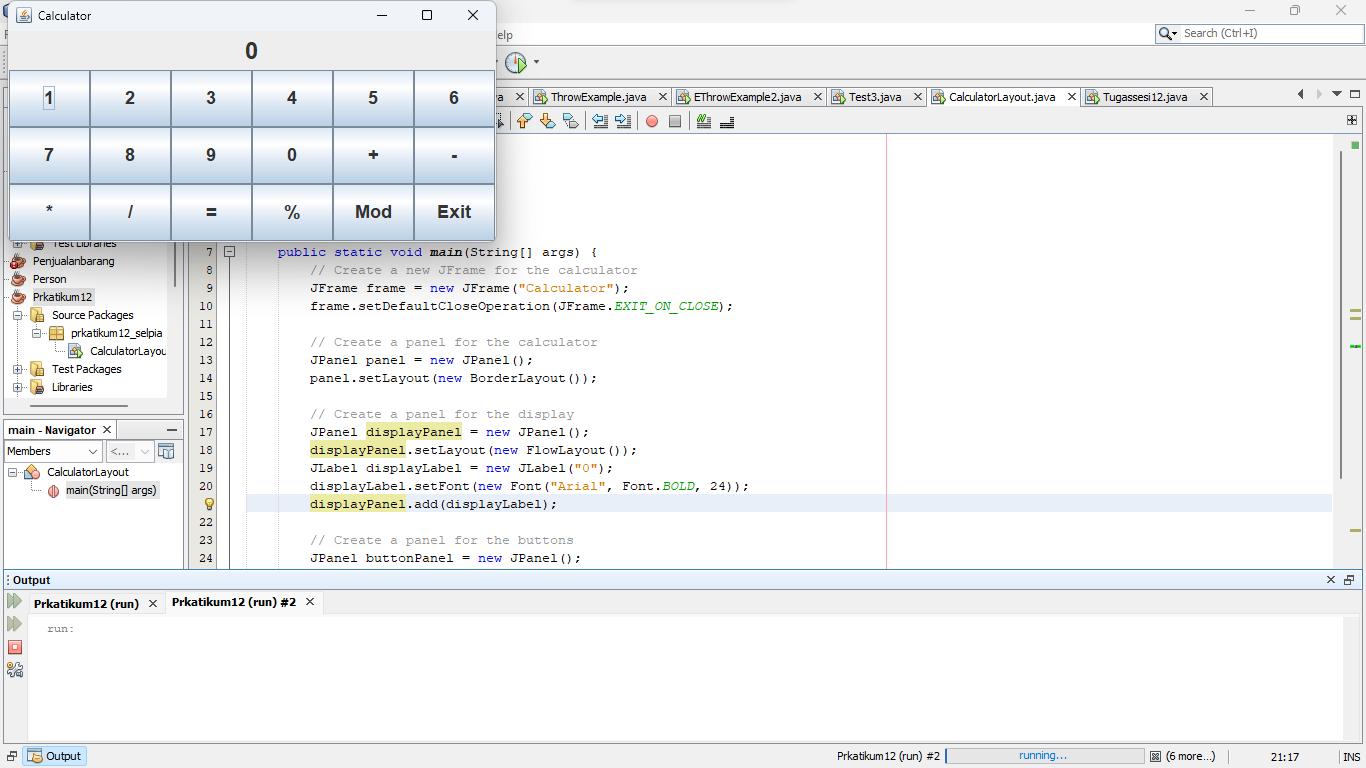 Calculator
0
1 2 3 4 5 6
7 8 9 0 + -
* / = % Mod Exit
elp
Search (Ctrl+I)
ThrowExample.java
EThrowExample2.java
Test3.java
CalculatorLayout.java
Tugassesi12.java
Test Libraries
Penjualanbarang
Person
Prkatikum12
Source Packages
prkatikum12_selpia
CalculatorLayou
Test Packages
Libraries
main - Navigator
Members
<...
CalculatorLayout
main(String[] args)
7 public static void main(String[] args) {
8 // Create a new JFrame for the calculator
9 JFrame frame = new JFrame("Calculator");
10 frame.setDefaultCloseOperation(JFrame.EXIT_ON_CLOSE);
11
12 // Create a panel for the calculator
13 JPanel panel = new JPanel();
14 panel.setLayout(new BorderLayout());
15
16 // Create a panel for the display
17 JPanel displayPanel = new JPanel();
18 displayPanel.setLayout(new FlowLayout());
19 JLabel displayLabel = new JLabel("0");
20 displayLabel.setFont(new Font("Arial", Font.BOLD, 24));
displayPanel.add(displayLabel);
22
23 // Create a panel for the buttons
24 JPanel buttonPanel = new JPanel();
Output
Prkatikum12 (run)
Prkatikum12 (run) #2
run:
Output
Prkatikum12 (run) #2
running...
(6 more...)
21:17
INS